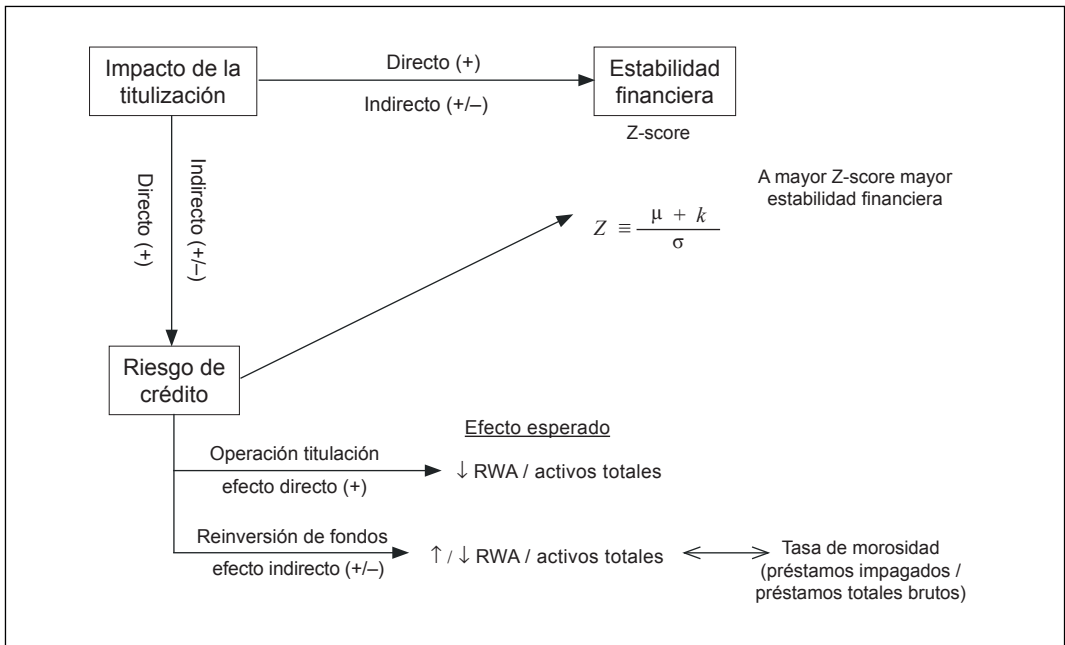 Impacto de la
titulización
Directo (+)
Indirecto (+/–)
Estabilidad
financiera
Z-score
A mayor Z-score mayor
estabilidad financiera
Z ≡ μ + k / σ
Directo (+)
Indirecto (+/–)
Riesgo de
crédito
Efecto esperado
Operación titulación
efecto directo (+)
↓ RWA / activos totales
Reinversión de fondos
efecto indirecto (+/–)
↑ / ↓ RWA / activos totales
Tasa de morosidad
(préstamos impagados /
préstamos totales brutos)